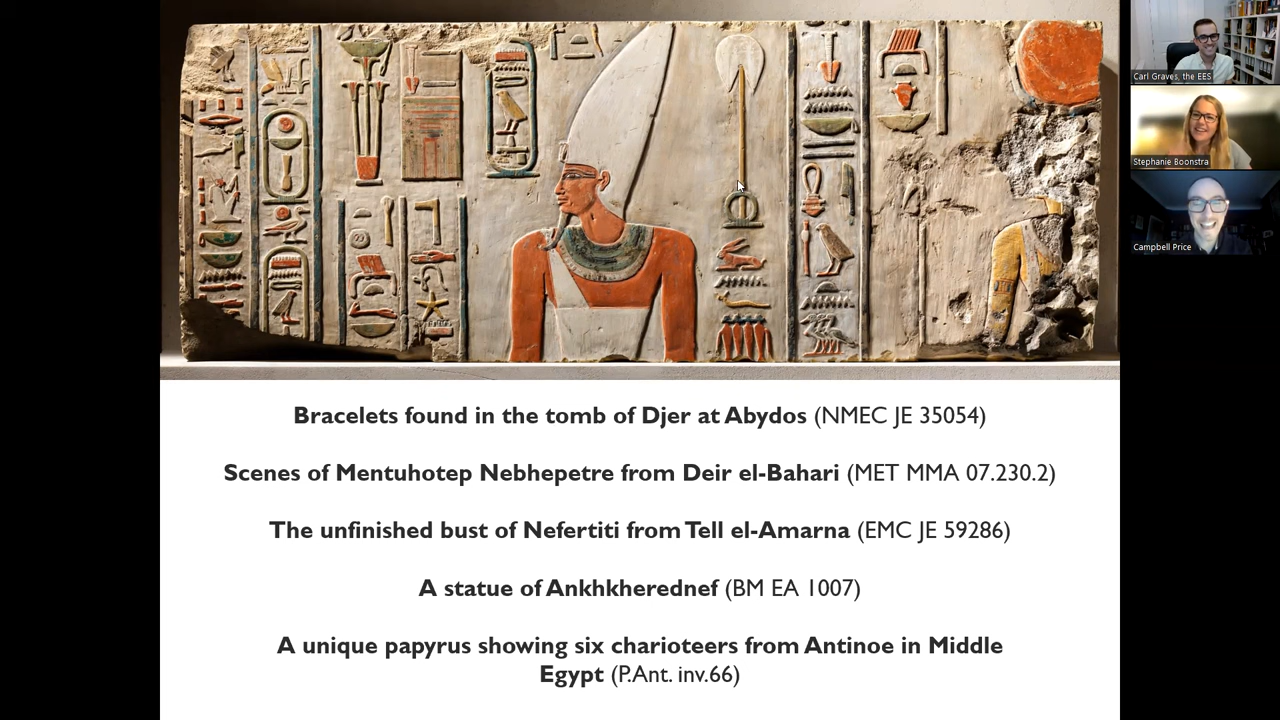 Bracelets found in the tomb of Djer at Abydos (NMEC JE 35054)
Scenes of Mentuhotep Nebhepetre from Deir el-Bahari (MET MMA 07.230.2)
The unfinished bust of Nefertiti from Tell el-Amarna (EMC JE 59286)
A statue of Ankhkherednef (BM EA 1007)
A unique papyrus showing six charioteers from Antinoe in Middle
Egypt (P.Ant. inv.66)
Carl Graves, the EES
Stephanie Boonstra
Campbell Price